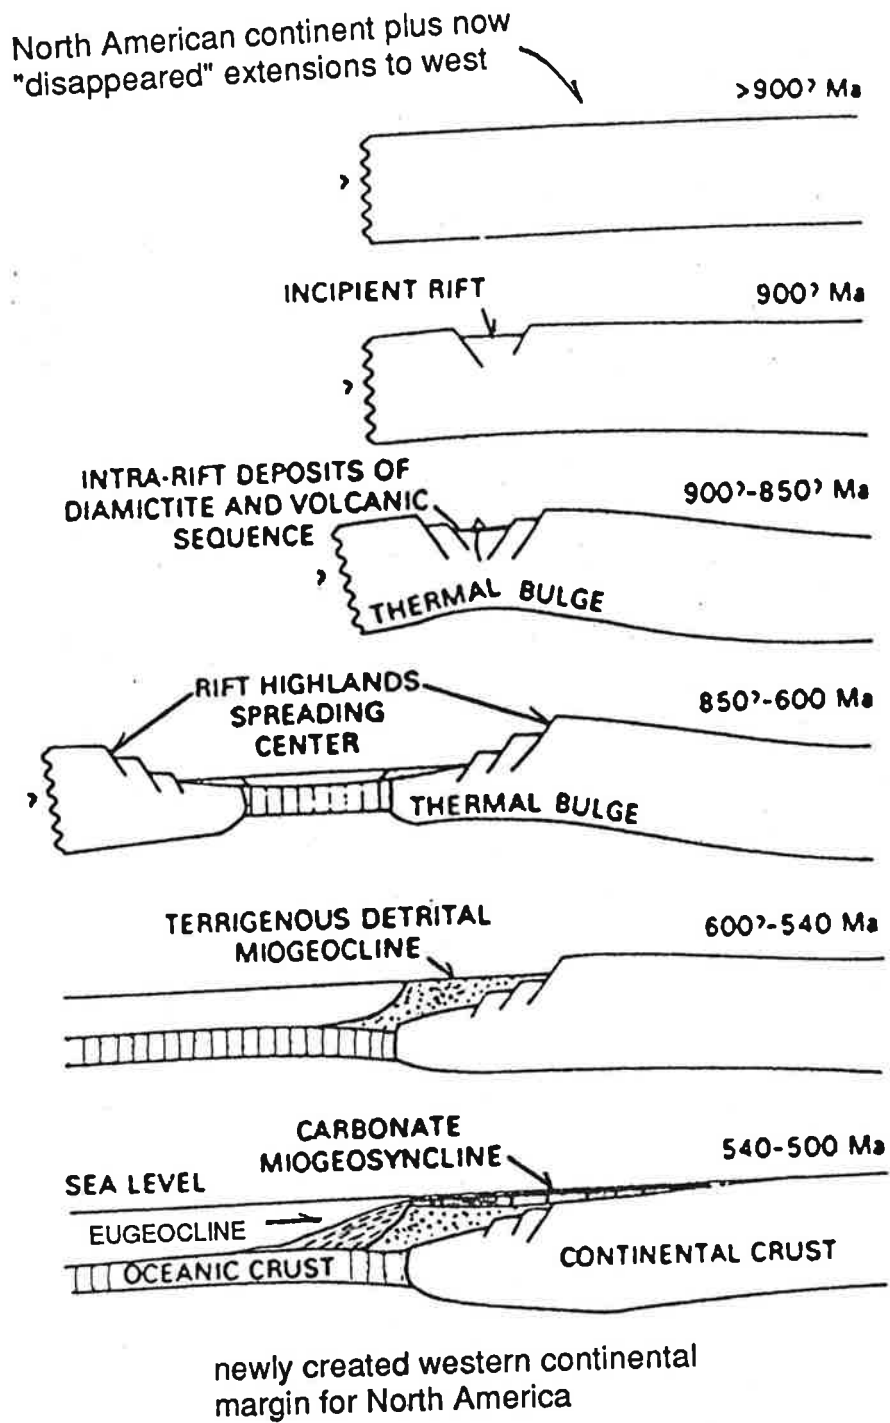 North American continent plus now
"disappeared" extensions to west
>900? Ma
?
INCIPIENT RIFT
900? Ma
?
INTRA-RIFT DEPOSITS OF
DIAMICTITE AND VOLCANIC
SEQUENCE
900?-850? Ma
?
THERMAL BULGE
RIFT HIGHLANDS
SPREADING
CENTER
850?-600 Ma
?
THERMAL BULGE
TERRIGENOUS DETRITAL
MIOGEOCLINE
600?-540 Ma
CARBONATE
MIOGEOSYNCLINE
540-500 Ma
SEA LEVEL
EUGEOCLINE
OCEANIC CRUST
CONTINENTAL CRUST
newly created western continental
margin for North America